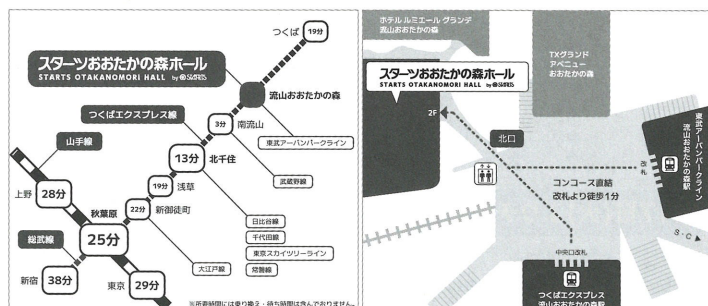 つくば
19分
スターツおおたかの森ホール
STARTS OTAKANOMORI HALL by STARTS
流山おおたかの森
つくばエクスプレス線
3分
南流山
東武アーバンパークライン
山手線
13分
北千住
武蔵野線
上野
28分
19分
浅草
秋葉原
22分
新御徒町
日比谷線
千代田線
東京スカイツリーライン
常磐線
総武線
25分
大江戸線
新宿
38分
東京
29分
※所要時間には乗り換え・待ち時間は含んでおりません。
ホテル ルミエール グランデ
流山おおたかの森
TXグランド
アベニュー
おおたかの森
スターツおおたかの森ホール
STARTS OTAKANOMORI HALL by STARTS
2F
北口
東武アーバンパークライン
流山おおたかの森駅
改札
コンコース直結
改札より徒歩1分
S・C
中央口改札
つくばエクスプレス
流山おおたかの森駅